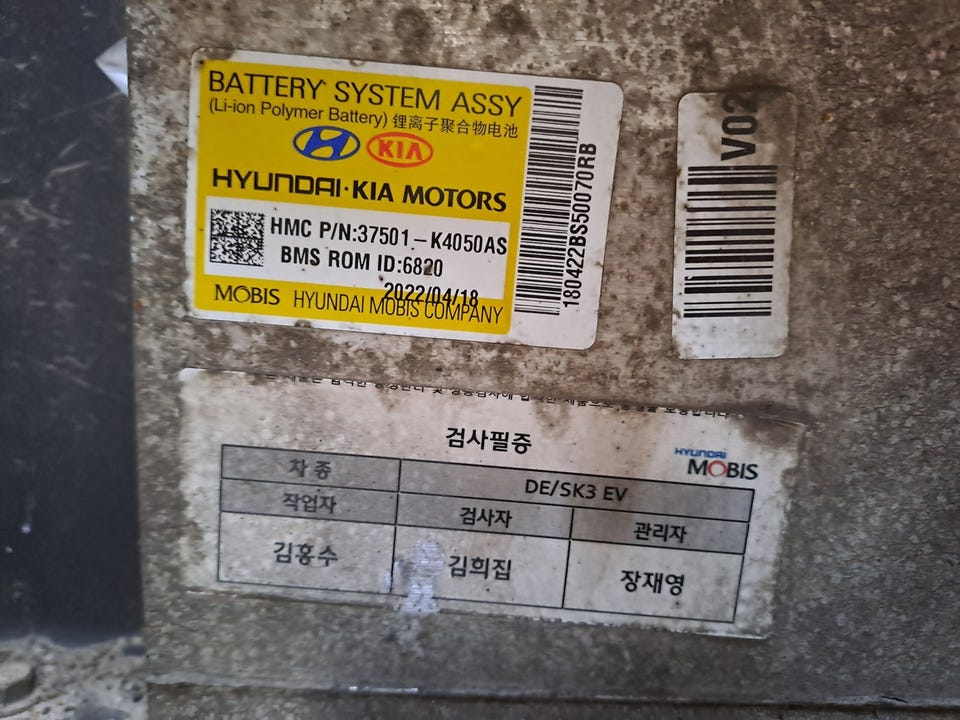 BATTERY SYSTEM ASSY
(Li-ion Polymer Battery) 锂离子聚合物电池
KIA
HYUNDAI·KIA MOTORS
HMC P/N:37501-K4050AS
BMS ROM ID:6820
2022/04/18
MOBIS HYUNDAI MOBIS COMPANY
180422BS50070RB
V02
검사필증
HYUNDAI
MOBIS
차 종 DE/SK3 EV
작업자 검사자 관리자
김홍수 김희집 장재영